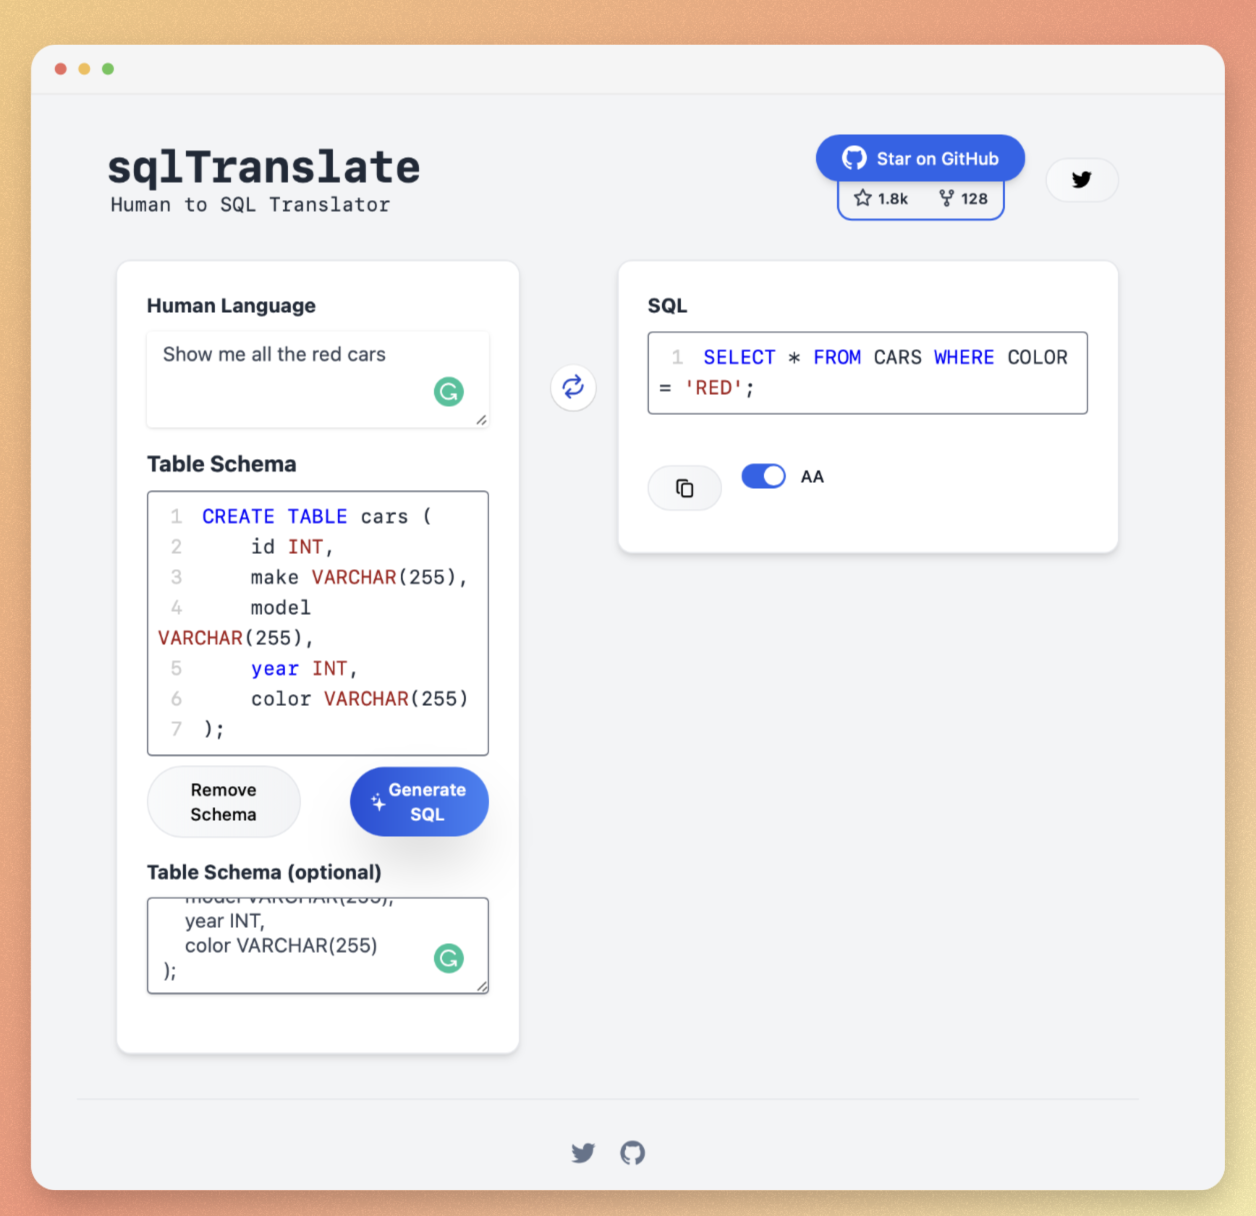 sqlTranslate
Human to SQL Translator
Star on GitHub
1.8k 128
Human Language
Show me all the red cars
Table Schema
1 CREATE TABLE cars (
2     id INT,
3     make VARCHAR(255),
4     model
VARCHAR(255),
5     year INT,
6     color VARCHAR(255)
7 );
Remove
Schema
Generate
SQL
Table Schema (optional)
model VARCHAR(255),
year INT,
color VARCHAR(255)
);
SQL
1 SELECT * FROM CARS WHERE COLOR
= 'RED';
AA